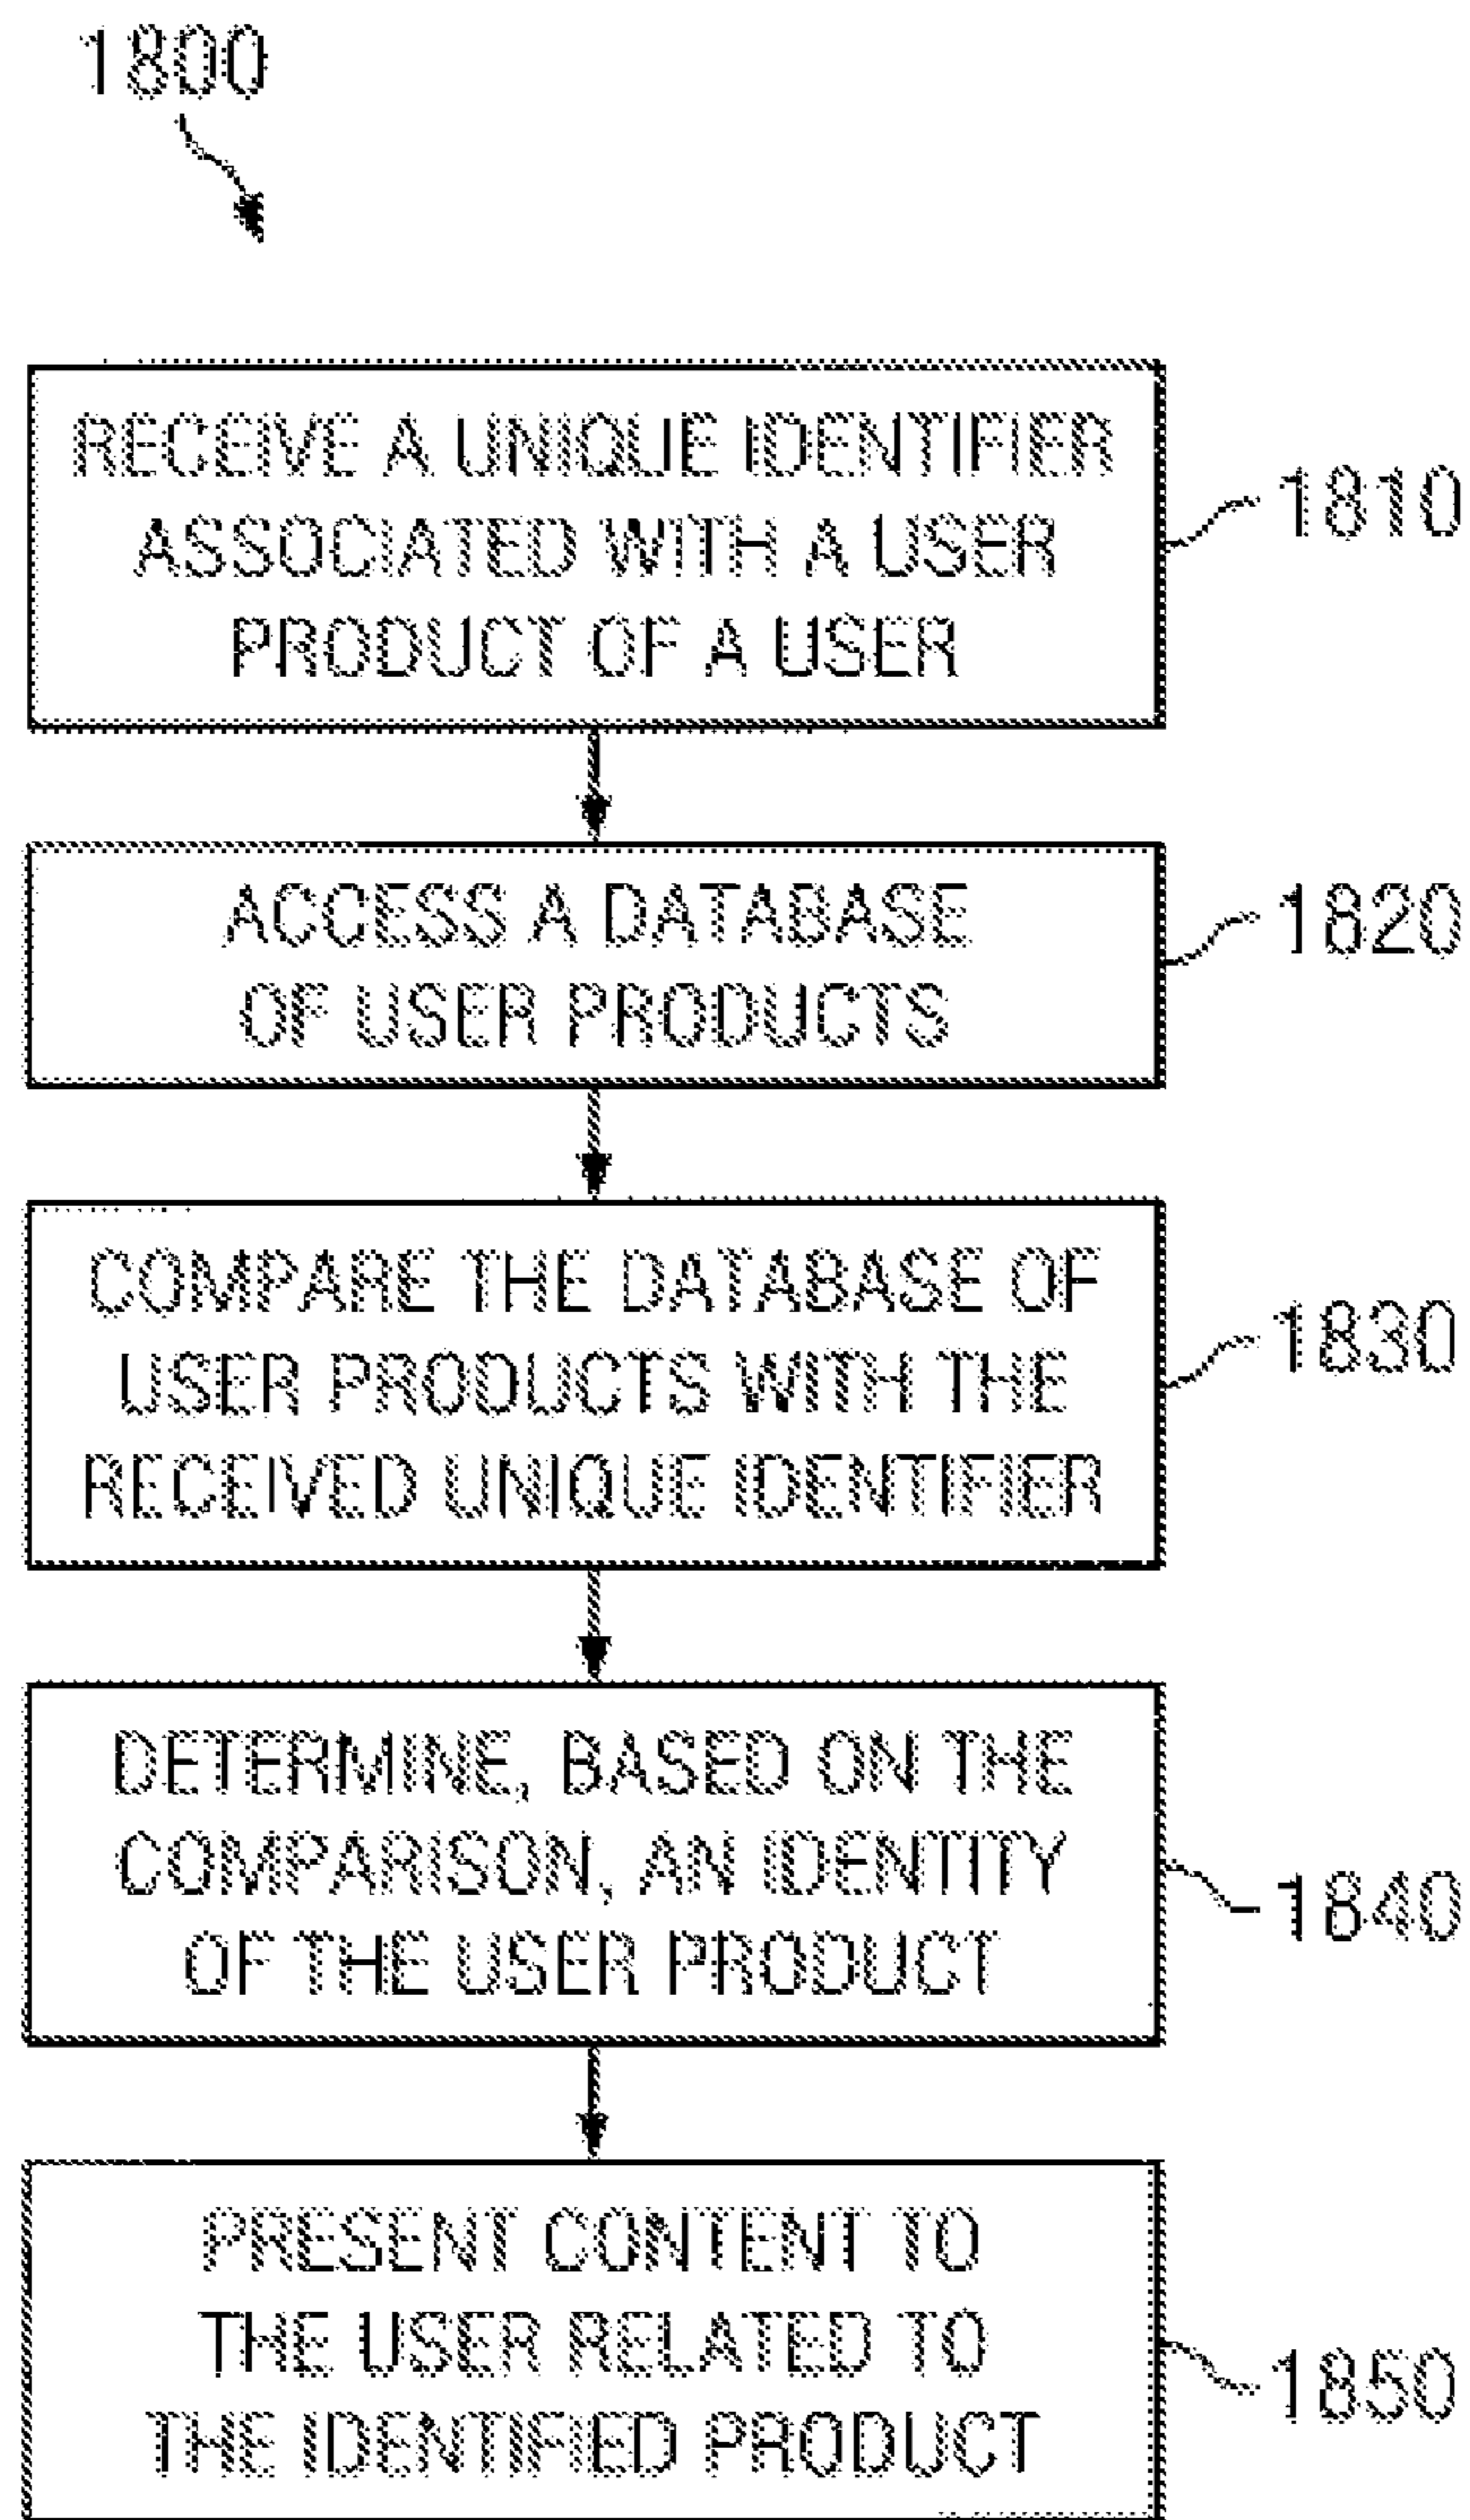 1800
RECEIVE A UNIQUE IDENTIFIER
ASSOCIATED WITH A USER
PRODUCT OF A USER
1810
ACCESS A DATABASE
OF USER PRODUCTS
1820
COMPARE THE DATABASE OF
USER PRODUCTS WITH THE
RECEIVED UNIQUE IDENTIFIER
1830
DETERMINE, BASED ON THE
COMPARISON, AN IDENTITY
OF THE USER PRODUCT
1840
PRESENT CONTENT TO
THE USER RELATED TO
THE IDENTIFIED PRODUCT
1850